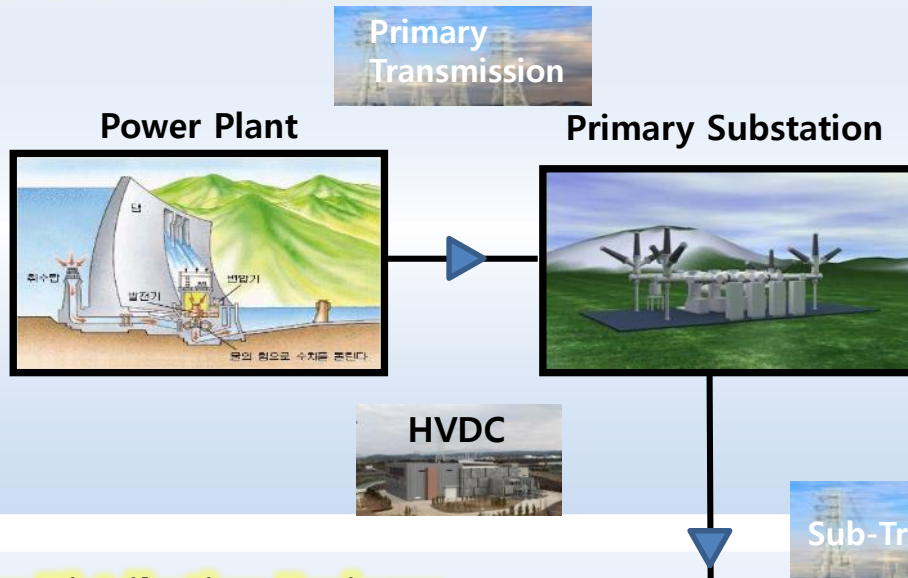 Primary
Transmission
Power Plant
Primary Substation
댐
취수탑
변압기
발전기
물의 힘으로 수차를 돌린다
HVDC
Sub-Tr